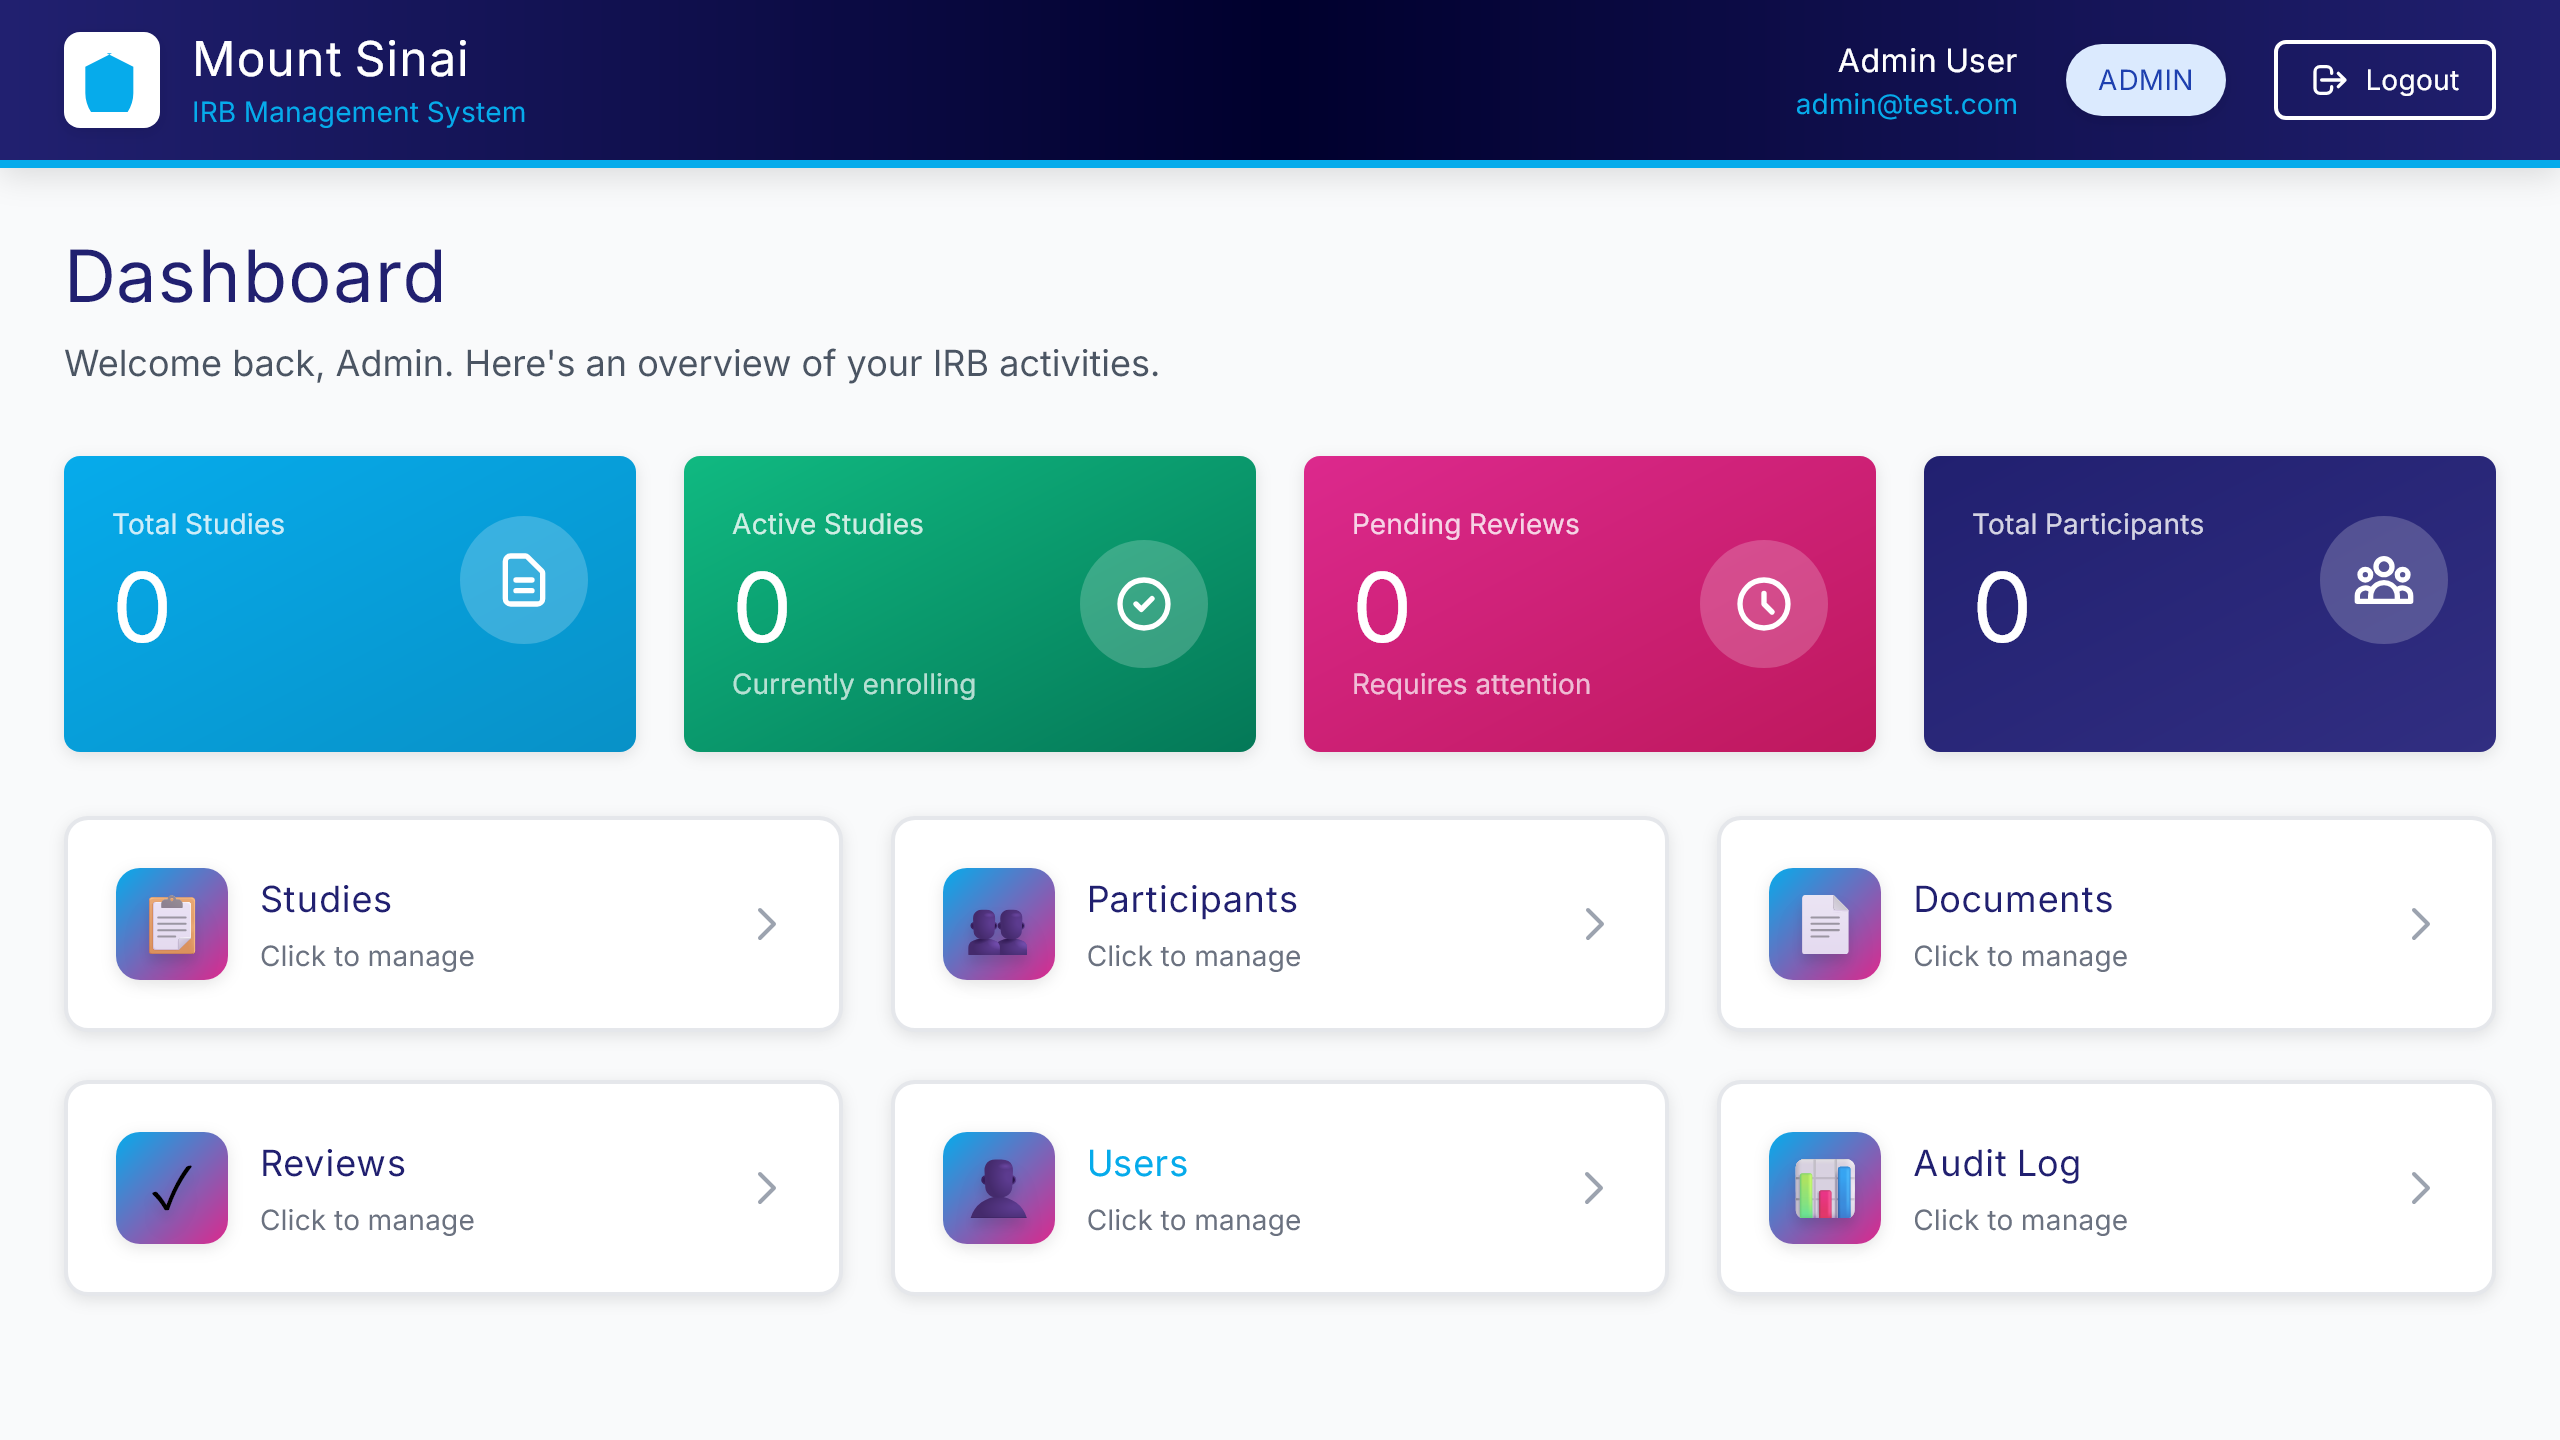 Mount Sinai
IRB Management System
Admin User
admin@test.com
ADMIN
Logout
Dashboard
Welcome back, Admin. Here's an overview of your IRB activities.
Total Studies
0
Active Studies
0
Currently enrolling
Pending Reviews
0
Requires attention
Total Participants
0
Studies
Click to manage
Participants
Click to manage
Documents
Click to manage
Reviews
Click to manage
Users
Click to manage
Audit Log
Click to manage